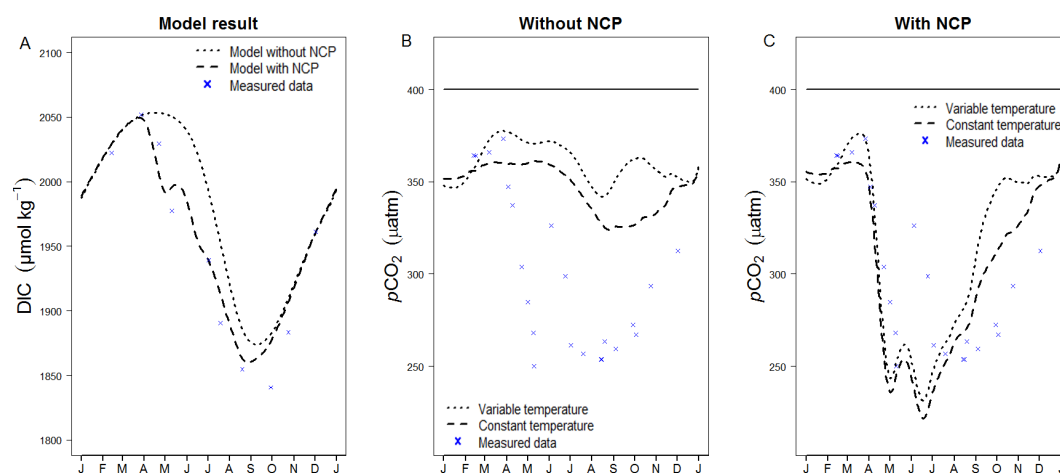 Model result
A
Model without NCP
Model with NCP
Measured data
DIC (μmol kg⁻¹)
2100
2050
2000
1950
1900
1850
1800
J F M A M J J A S O N D J
Without NCP
B
pCO₂ (μatm)
400
350
300
250
Variable temperature
Constant temperature
Measured data
J F M A M J J A S O N D J
With NCP
C
Variable temperature
Constant temperature
Measured data
pCO₂ (μatm)
400
350
300
250
J F M A M J J A S O N D J